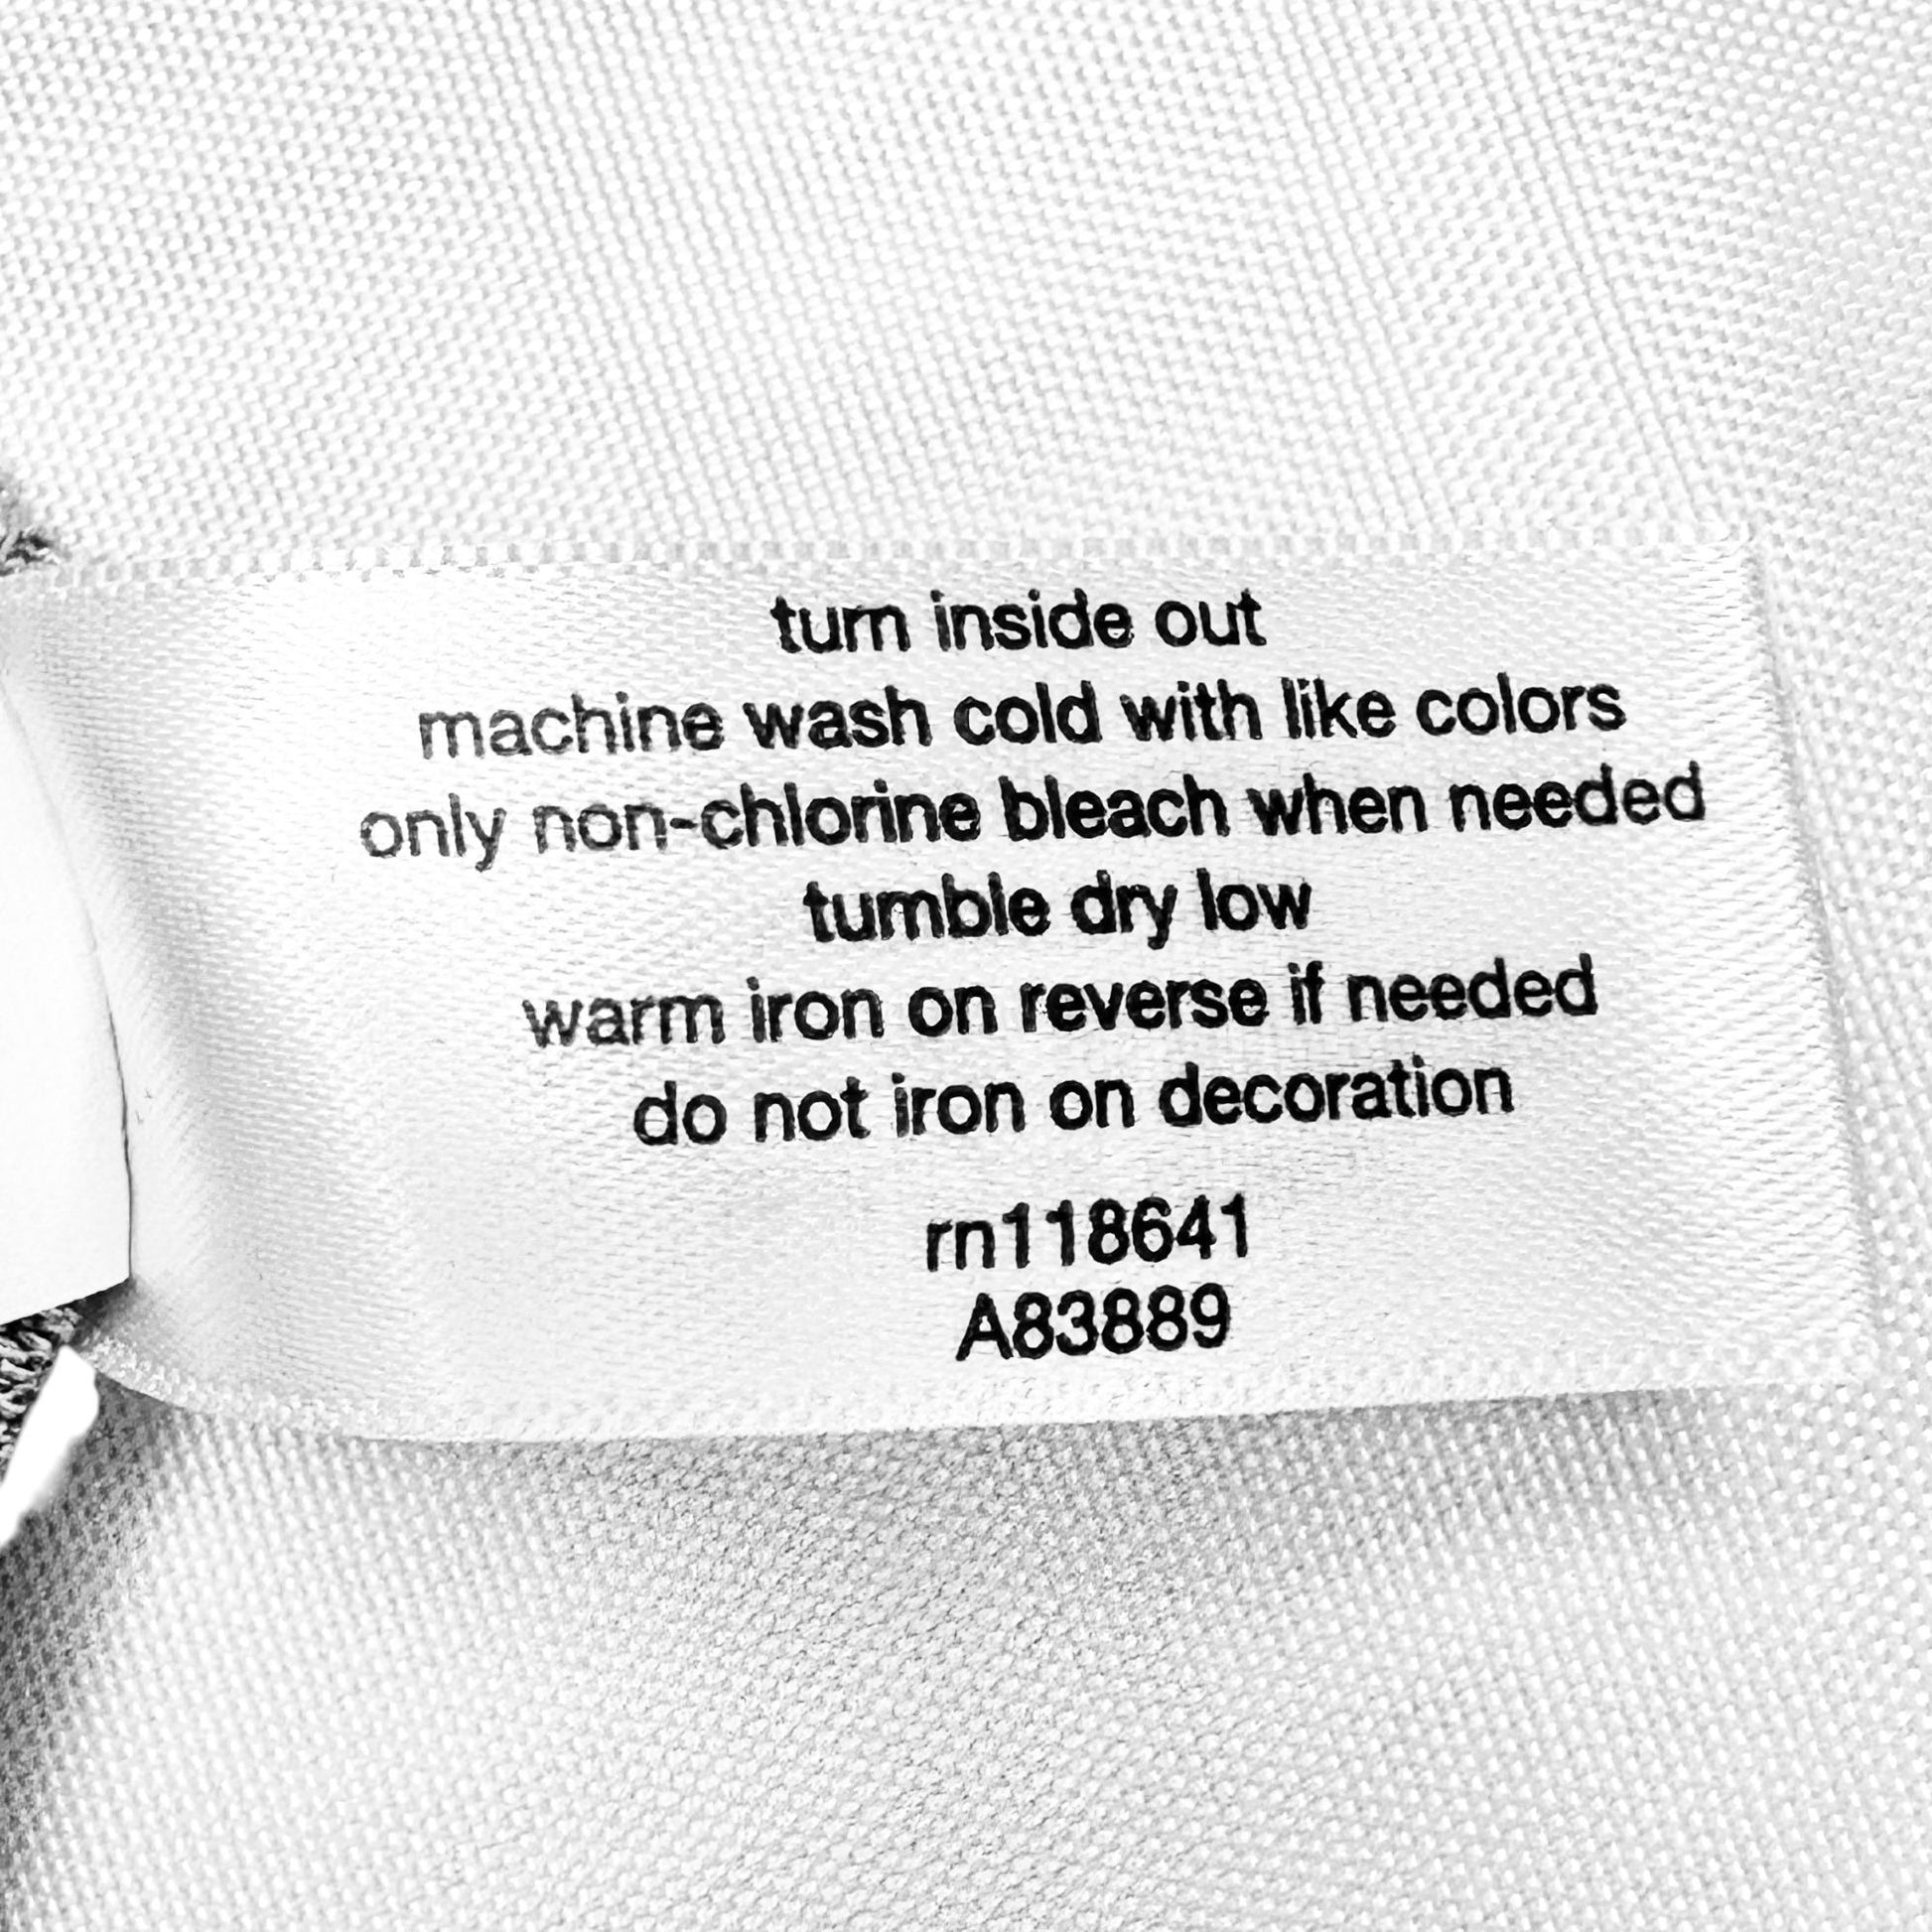 turn inside out
machine wash cold with like colors
only non-chlorine bleach when needed
tumble dry low
warm iron on reverse if needed
do not iron on decoration
rn118641
A83889